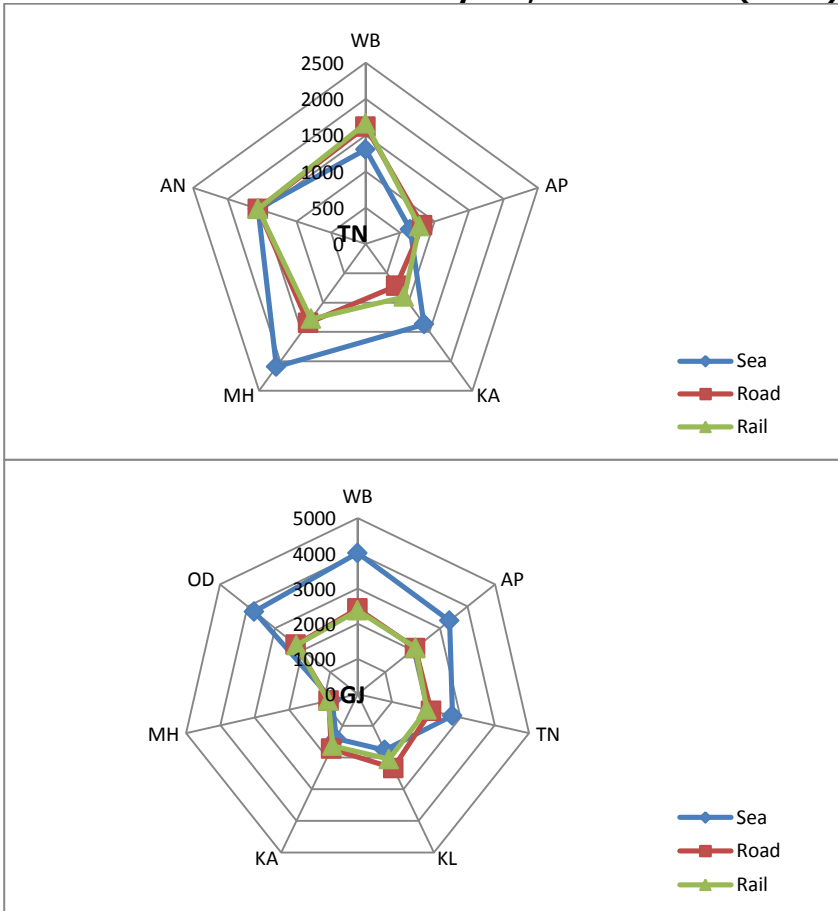 WB
2500
2000
1500
1000
500
0
TN
AN
AP
MH
KA
Sea
Road
Rail
WB
5000
4000
3000
2000
1000
0
GJ
OD
AP
MH
TN
KA
KL
Sea
Road
Rail